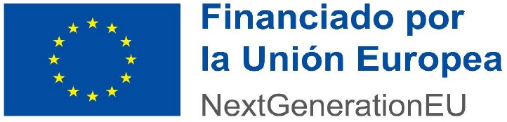 Financiado por
la Unión Europea
NextGenerationEU